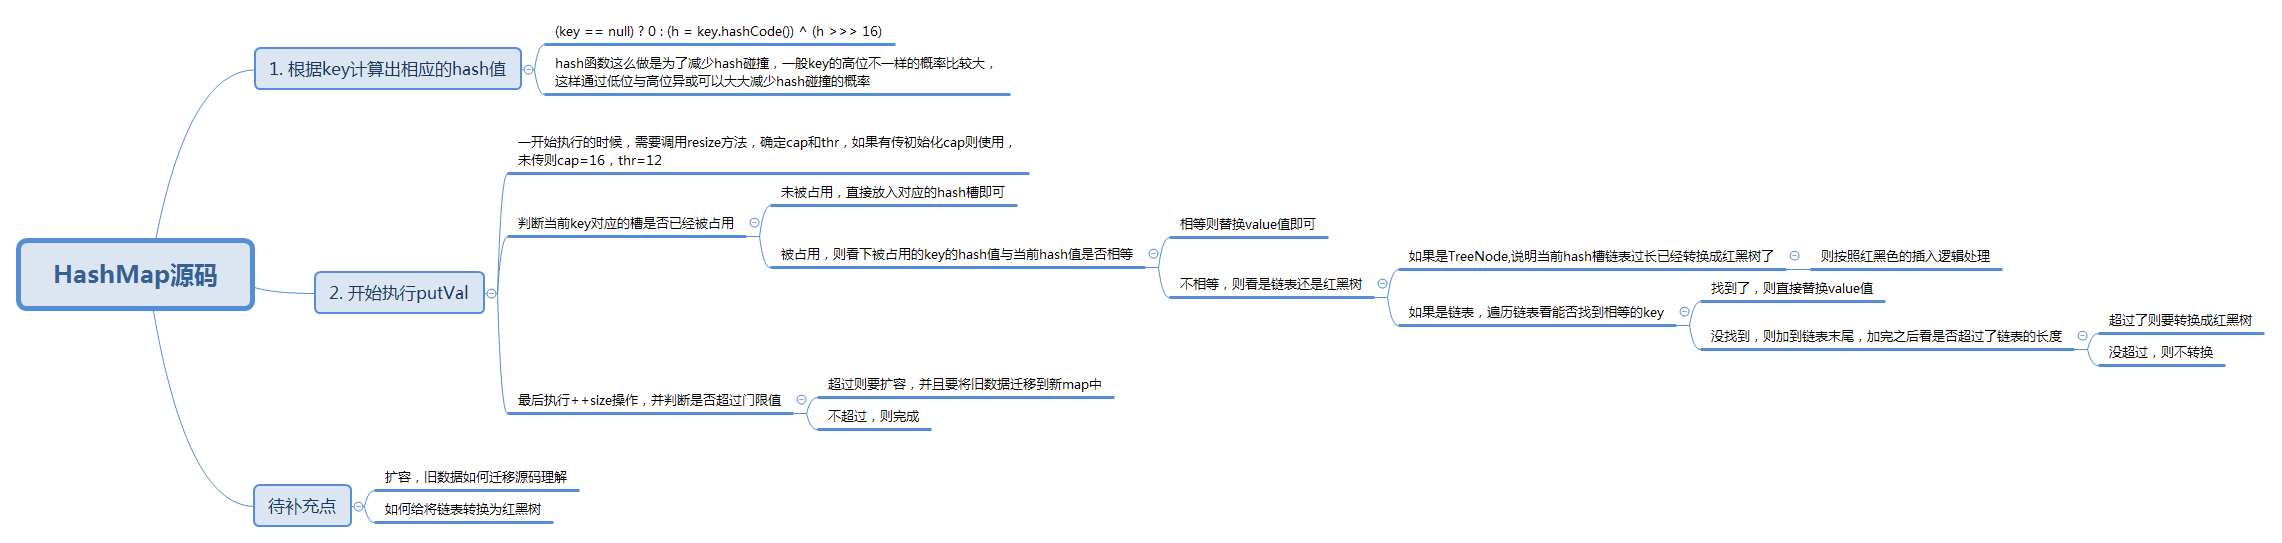 HashMap源码
1. 根据key计算出相应的hash值
(key == null) ? 0 : (h = key.hashCode()) ^ (h >>> 16)
hash函数这么做是为了减少hash碰撞，一般key的高位不一样的概率比较大，
这样通过低位与高位异或可以大大减少hash碰撞的概率
2. 开始执行putVal
一开始执行的时候，需要调用resize方法，确定cap和thr，如果有传初始化cap则使用，
未传则cap=16，thr=12
判断当前key对应的槽是否已经被占用
未被占用，直接放入对应的hash槽即可
被占用，则看下被占用的key的hash值与当前hash值是否相等
相等则替换value值即可
不相等，则看是链表还是红黑树
如果是TreeNode,说明当前hash槽链表过长已经转换成红黑树了
则按照红黑色的插入逻辑处理
如果是链表，遍历链表看能否找到相等的key
找到了，则直接替换value值
没找到，则加到链表末尾，加完之后看是否超过了链表的长度
超过了则要转换成红黑树
没超过，则不转换
最后执行++size操作，并判断是否超过门限值
超过则要扩容，并且要将旧数据迁移到新map中
不超过，则完成
待补充点
扩容，旧数据如何迁移源码理解
如何给将链表转换为红黑树